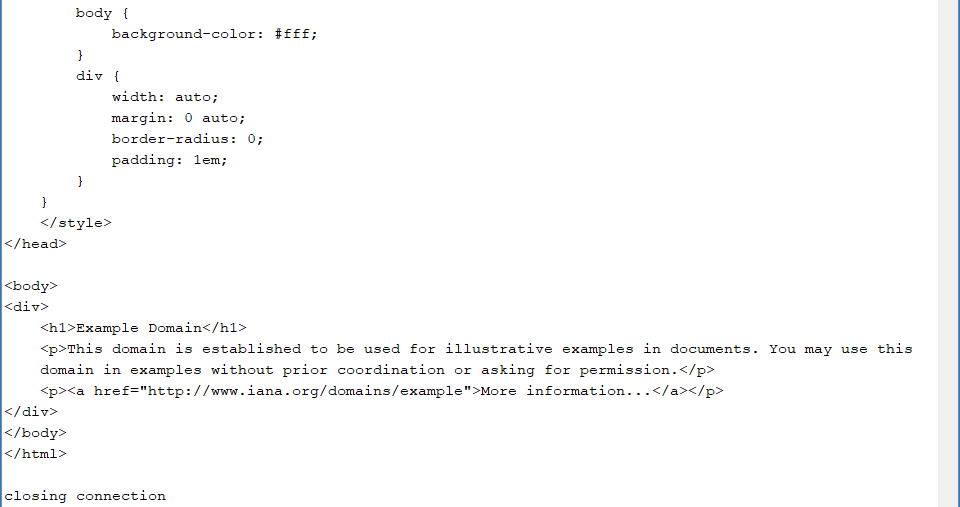 body {
background-color: #fff;
}
div {
width: auto;
margin: 0 auto;
border-radius: 0;
padding: 1em;
}
}
</style>
</head>
<body>
<div>
<h1>Example Domain</h1>
<p>This domain is established to be used for illustrative examples in documents. You may use this
domain in examples without prior coordination or asking for permission.</p>
<p><a href="http://www.iana.org/domains/example">More information...</a></p>
</div>
</body>
</html>
closing connection